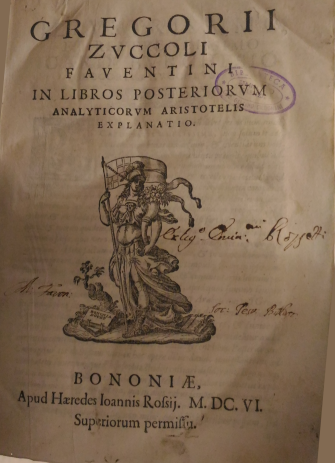 GREGORII
ZVCCOLI
FAVENTINI
IN LIBROS POSTERIORVM
ANALYTICORVM ARISTOTELIS
EXPLANATIO.
BONONIÆ,
Apud Hæredes Ioannis Rossij. M. DC. VI.
Superiorum permissu.